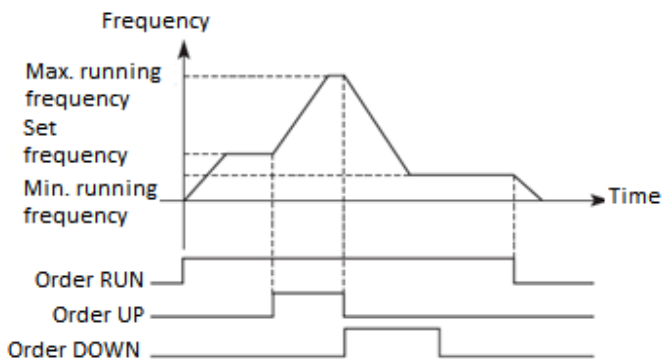 Frequency
Max. running
frequency
Set
frequency
Min. running
frequency
Time
Order RUN
Order UP
Order DOWN